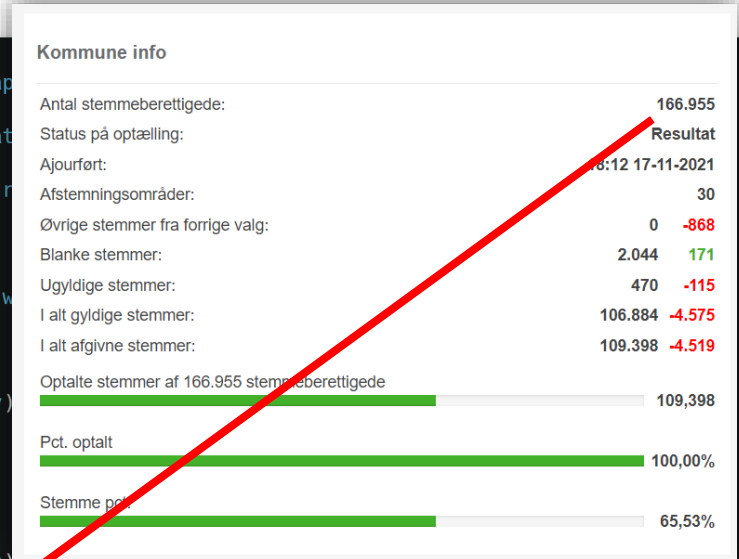 Kommune info
Antal stemmeberettigede: 166.955
Status på optælling: Resultat
Ajourført: 8:12 17-11-2021
Afstemningsområder: 30
Øvrige stemmer fra forrige valg: 0 -868
Blanke stemmer: 2.044 171
Ugyldige stemmer: 470 -115
I alt gyldige stemmer: 106.884 -4.575
I alt afgivne stemmer: 109.398 -4.519
Optalte stemmer af 166.955 stemmeberettigede
109,398
Pct. optalt
100,00%
Stemme pct.
65,53%